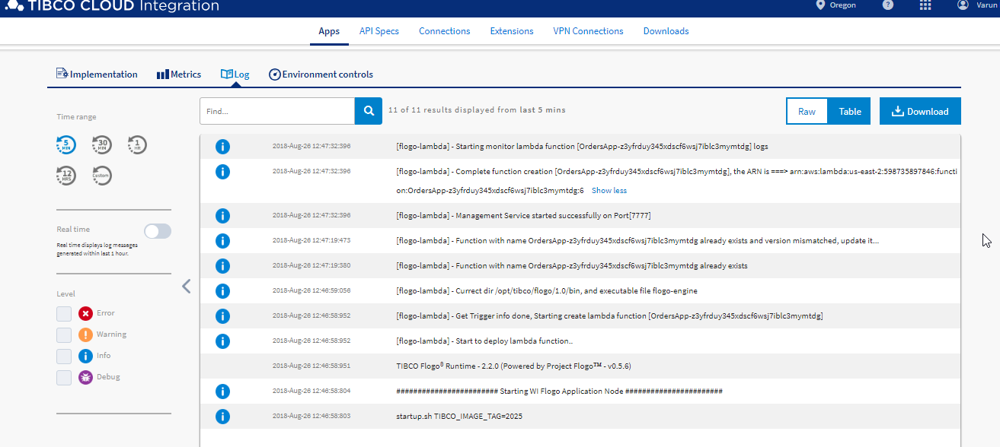 TIBCO CLOUD Integration
Oregon
?
Varun
Apps
API Specs
Connections
Extensions
VPN Connections
Downloads
Implementation
Metrics
Log
Environment controls
Time range
5 MIN
30 MIN
1 HR
12 HRS
Custom
Real time
Real time displays log messages
generated within last 1 hour.
Level
Error
Warning
Info
Debug
Find...
11 of 11 results displayed from last 5 mins
Raw
Table
Download
2018-Aug-26 12:47:32:396 [flogo-lambda] - Starting monitor lambda function [OrdersApp-z3yfrduy345xdscf6wsj7iblc3mymtdg] logs
2018-Aug-26 12:47:32:396 [flogo-lambda] - Complete function creation [OrdersApp-z3yfrduy345xdscf6wsj7iblc3mymtdg], the ARN is ===> arn:aws:lambda:us-east-2:598735897846:functi
on:OrdersApp-z3yfrduy345xdscf6wsj7iblc3mymtdg:6 Show less
2018-Aug-26 12:47:32:396 [flogo-lambda] - Management Service started successfully on Port[7777]
2018-Aug-26 12:47:19:473 [flogo-lambda] - Function with name OrdersApp-z3yfrduy345xdscf6wsj7iblc3mymtdg already exists and version mismatched, update it...
2018-Aug-26 12:47:19:380 [flogo-lambda] - Function with name OrdersApp-z3yfrduy345xdscf6wsj7iblc3mymtdg already exists
2018-Aug-26 12:46:59:056 [flogo-lambda] - Currect dir /opt/tibco/flogo/1.0/bin, and executable file flogo-engine
2018-Aug-26 12:46:58:952 [flogo-lambda] - Get Trigger info done, Starting create lambda function [OrdersApp-z3yfrduy345xdscf6wsj7iblc3mymtdg]
2018-Aug-26 12:46:58:952 [flogo-lambda] - Start to deploy lambda function..
2018-Aug-26 12:46:58:951 TIBCO Flogo® Runtime - 2.2.0 (Powered by Project Flogo™ - v0.5.6)
2018-Aug-26 12:46:58:804 ######################## Starting WI Flogo Application Node #######################
2018-Aug-26 12:46:58:803 startup.sh TIBCO_IMAGE_TAG=2025